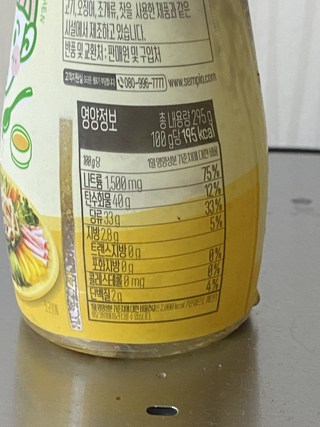 고기, 오징어, 조개류, 잣을 사용한 제품과 같은
시설에서 제조하고 있습니다.
반품 및 교환처 : 판매원 및 구입처
080-996-7777 www.sempio.com
영양정보
총 내용량 295 g
100 g당 195 kcal
100 g당
1일 영양성분 기준치에 대한 비율
나트륨 1,500 mg 75%
탄수화물 40 g 12%
당류 33 g 33%
지방 2.8 g 5%
트랜스지방 0 g
포화지방 0 g 0%
콜레스테롤 0 mg 0%
단백질 2 g 4%